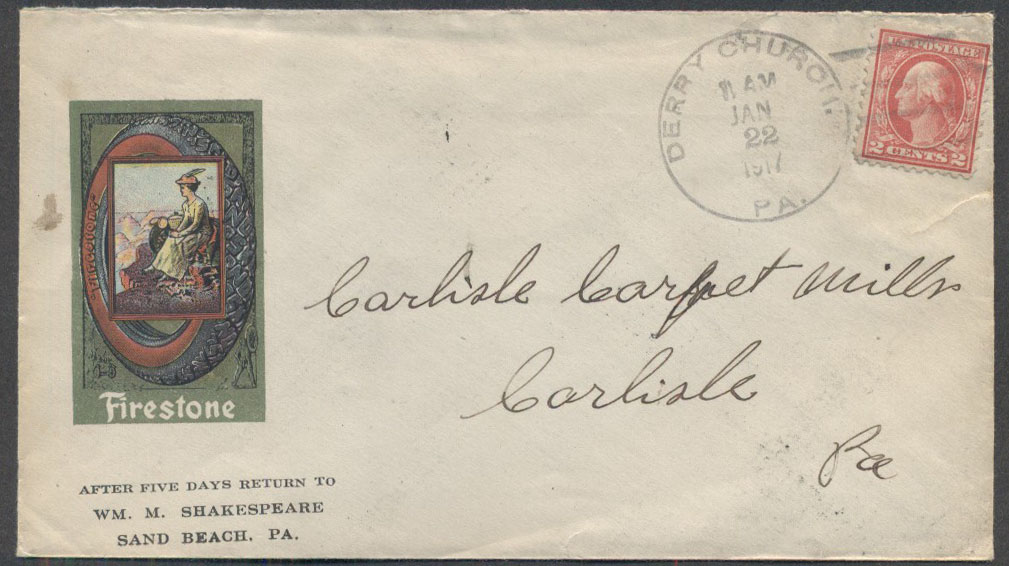 DERRY CHURCH.
11 AM
JAN
22
1917
PA.
U.S. POSTAGE
2 CENTS 2
Firestone
Carlisle Carpet Mills
Carlisle
Pa
AFTER FIVE DAYS RETURN TO
WM. M. SHAKESPEARE
SAND BEACH, PA.